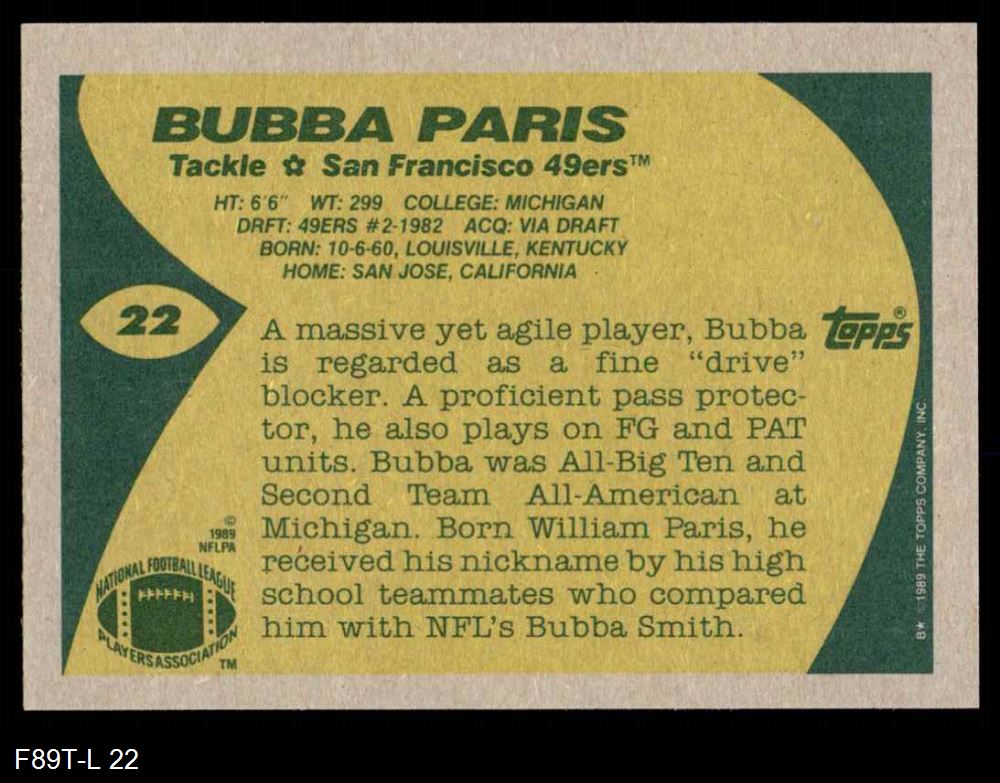 BUBBA PARIS
Tackle ✿ San Francisco 49ers™
HT: 6'6" WT: 299 COLLEGE: MICHIGAN
DRFT: 49ERS #2-1982 ACQ: VIA DRAFT
BORN: 10-6-60, LOUISVILLE, KENTUCKY
HOME: SAN JOSE, CALIFORNIA
22
topps®
A massive yet agile player, Bubba
is regarded as a fine “drive”
blocker. A proficient pass protec-
tor, he also plays on FG and PAT
units. Bubba was All-Big Ten and
Second Team All-American at
Michigan. Born William Paris, he
received his nickname by his high
school teammates who compared
him with NFL's Bubba Smith.
©
1989
NFLPA
NATIONAL FOOTBALL LEAGUE
PLAYERS ASSOCIATION
TM
B* ©1989 THE TOPPS COMPANY, INC.
F89T-L 22